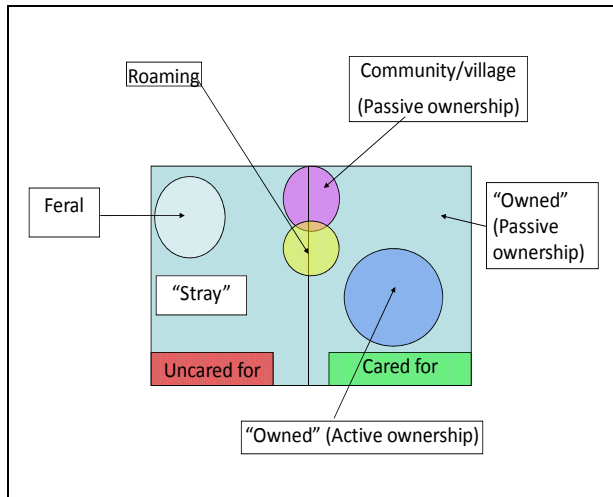 Roaming
Community/village
(Passive ownership)
Feral
“Owned”
(Passive
ownership)
“Stray”
Uncared for
Cared for
“Owned” (Active ownership)